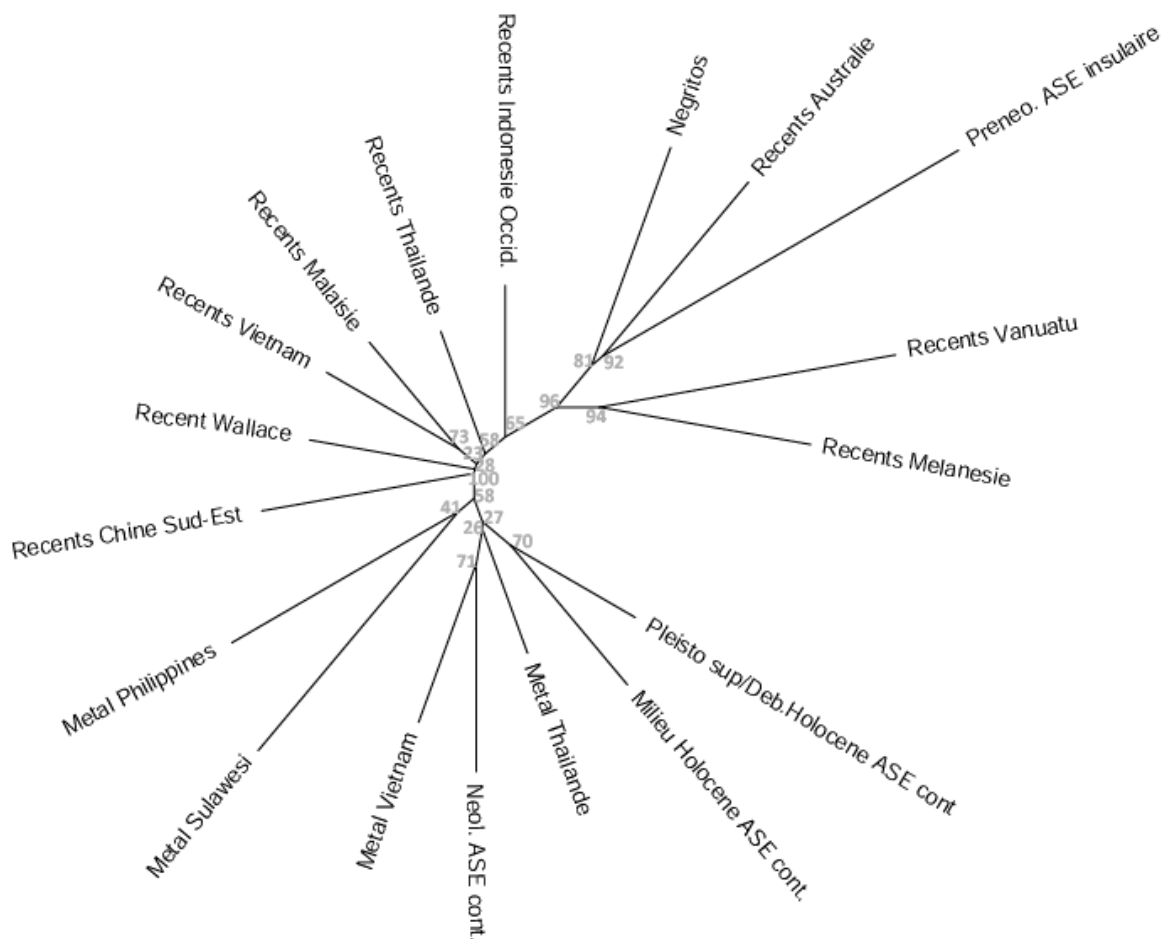 Recents Indonesie Occid.
Negritos
Recents Australie
Preneo. ASE insulaire
Recents Thailande
Recents Malaisie
Recents Vietnam
Recents Vanuatu
Recents Melanesie
Recent Wallace
Recents Chine Sud-Est
81
92
96
94
65
58
73
23
28
100
58
41
27
26
70
71
Metal Philippines
Metal Sulawesi
Metal Vietnam
Neol. ASE cont.
Metal Thailande
Milieu Holocene ASE cont.
Pleisto sup/Deb.Holocene ASE cont